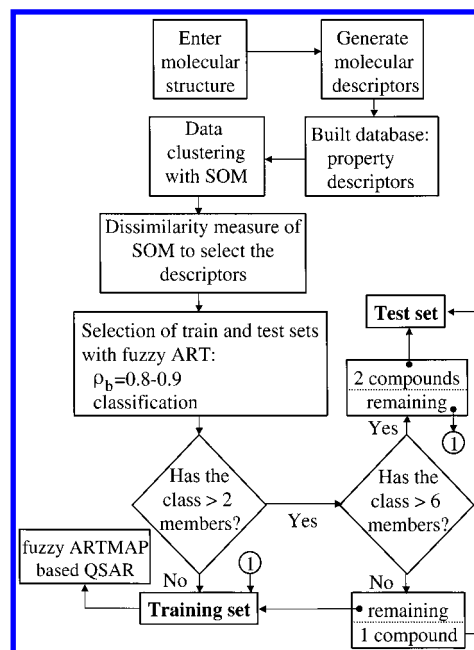 Enter
molecular
structure
Generate
molecular
descriptors
Data
clustering
with SOM
Built database:
property
descriptors
Dissimilarity measure
of SOM to select the
descriptors
Selection of train and test sets
with fuzzy ART:
ρb=0.8-0.9
classification
Test set
2 compounds
remaining
Yes
1
Has the
class > 2
members?
Yes
Has the
class > 6
members?
fuzzy ARTMAP
based QSAR
No
1
No
Training set
remaining
1 compound